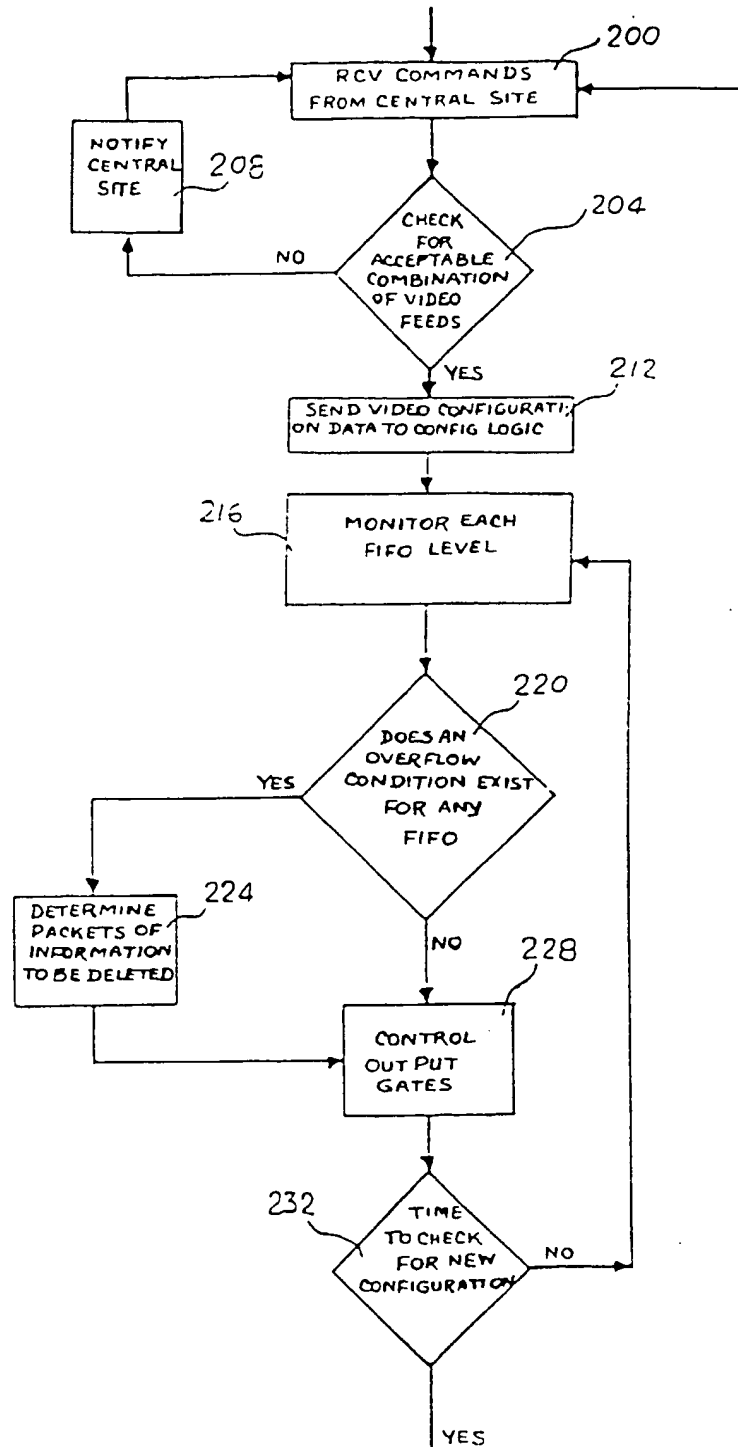 200
RCV COMMANDS
FROM CENTRAL SITE
NOTIFY
CENTRAL
SITE
208
204
CHECK
FOR
ACCEPTABLE
COMBINATION
OF VIDEO
FEEDS
NO
YES
212
SEND VIDEO CONFIGURATI
ON DATA TO CONFIG LOGIC
216
MONITOR EACH
FIFO LEVEL
220
DOES AN
OVERFLOW
CONDITION EXIST
FOR ANY
FIFO
YES
224
DETERMINE
PACKETS OF
INFORMATION
TO BE DELETED
NO
228
CONTROL
OUT PUT
GATES
232
TIME
TO CHECK
FOR NEW
CONFIGURATION
NO
YES